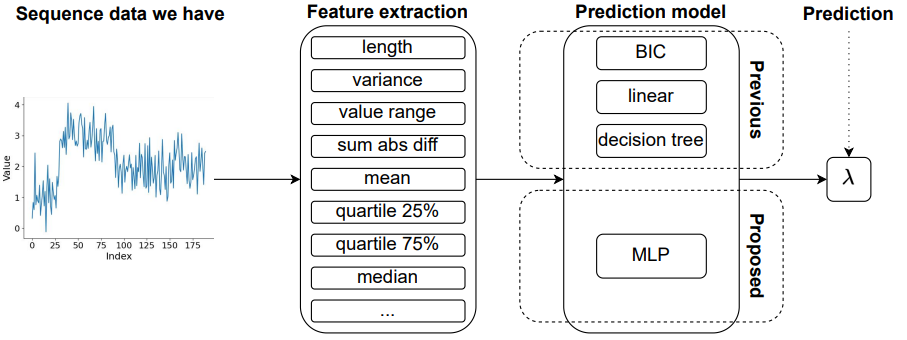 Sequence data we have
Feature extraction
Prediction model
Prediction
length
variance
value range
sum abs diff
mean
quartile 25%
quartile 75%
median
...
BIC
linear
decision tree
Previous
MLP
Proposed
λ
Value
4
3
2
1
0
0 25 50 75 100 125 150 175
Index